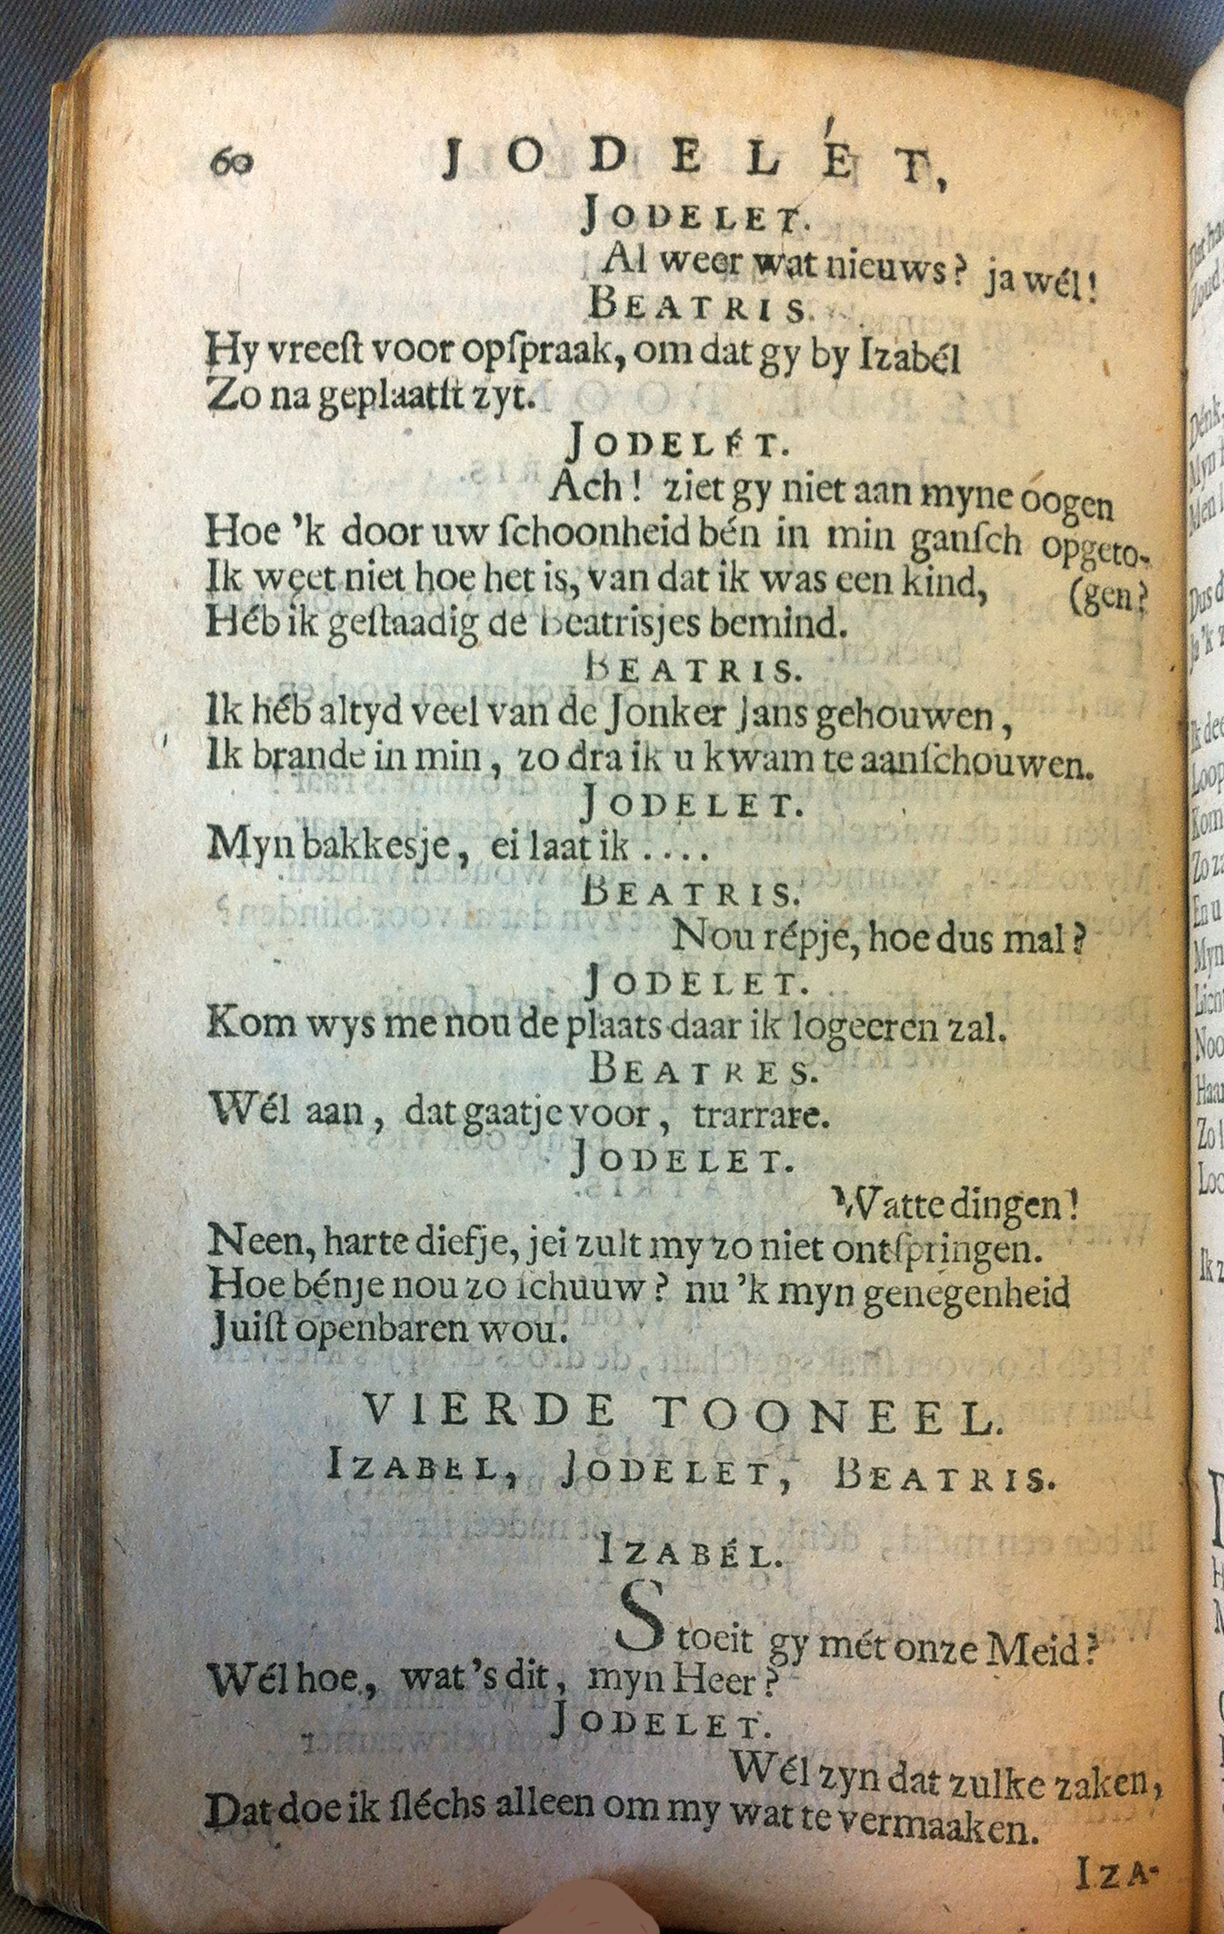 60 JODELÉT,
JODELET.
Al weer wat nieuws? ja wél!
BEATRIS.
Hy vreeſt voor opſpraak, om dat gy by Izabél
Zo na geplaatſt zyt.
JODELÉT.
Ach! ziet gy niet aan myne oogen
Hoe 'k door uw ſchoonheid bén in min ganſch opgeto-
Ik weet niet hoe het is, van dat ik was een kind, (gen?
Héb ik geſtaadig de beatrisjes bemind.
BEATRIS.
Ik héb altyd veel van de Jonker Jans gehouwen,
Ik brande in min, zo dra ik u kwam te aanſchouwen.
JODELET.
Myn bakkesje, ei laat ik ....
BEATRIS.
Nou répje, hoe dus mal?
JODELET.
Kom wys me nou de plaats daar ik logeeren zal.
BEATRES.
Wél aan, dat gaatje voor, trarrare.
JODELET.
Watte dingen!
Neen, harte diefje, jei zult my zo niet ontſpringen.
Hoe bénje nou zo ſchuuw? nu 'k myn genegenheid
Juiſt openbaren wou.
VIERDE TOONEEL.
IZABEL, JODELET, BEATRIS.
IZABÉL.
Stoeit gy mét onze Meid?
Wél hoe, wat's dit, myn Heer?
JODELET.
Wél zyn dat zulke zaken,
Dat doe ik ſléchs alleen om my wat te vermaaken.
IZA-